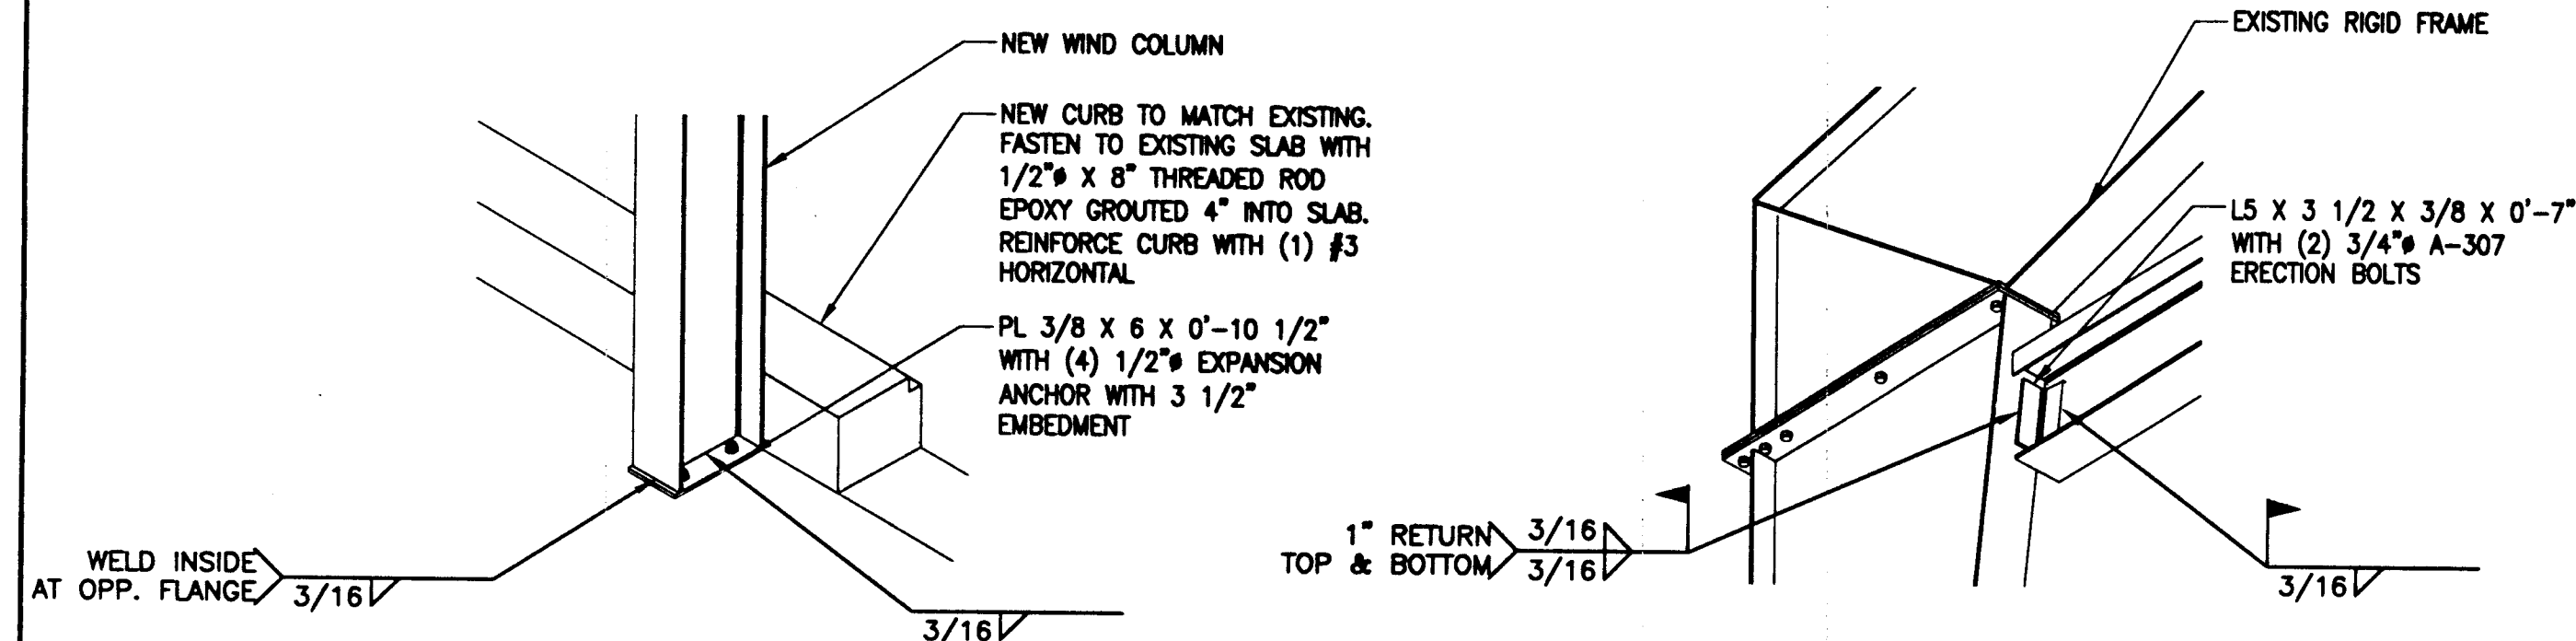 NEW WIND COLUMN
NEW CURB TO MATCH EXISTING.
FASTEN TO EXISTING SLAB WITH
1/2"ø X 8" THREADED ROD
EPOXY GROUTED 4" INTO SLAB.
REINFORCE CURB WITH (1) #3
HORIZONTAL
PL 3/8 X 6 X 0'-10 1/2"
WITH (4) 1/2"ø EXPANSION
ANCHOR WITH 3 1/2"
EMBEDMENT
WELD INSIDE
AT OPP. FLANGE
3/16
3/16
EXISTING RIGID FRAME
L5 X 3 1/2 X 3/8 X 0'-7"
WITH (2) 3/4"ø A-307
ERECTION BOLTS
1" RETURN
TOP & BOTTOM
3/16
3/16
3/16